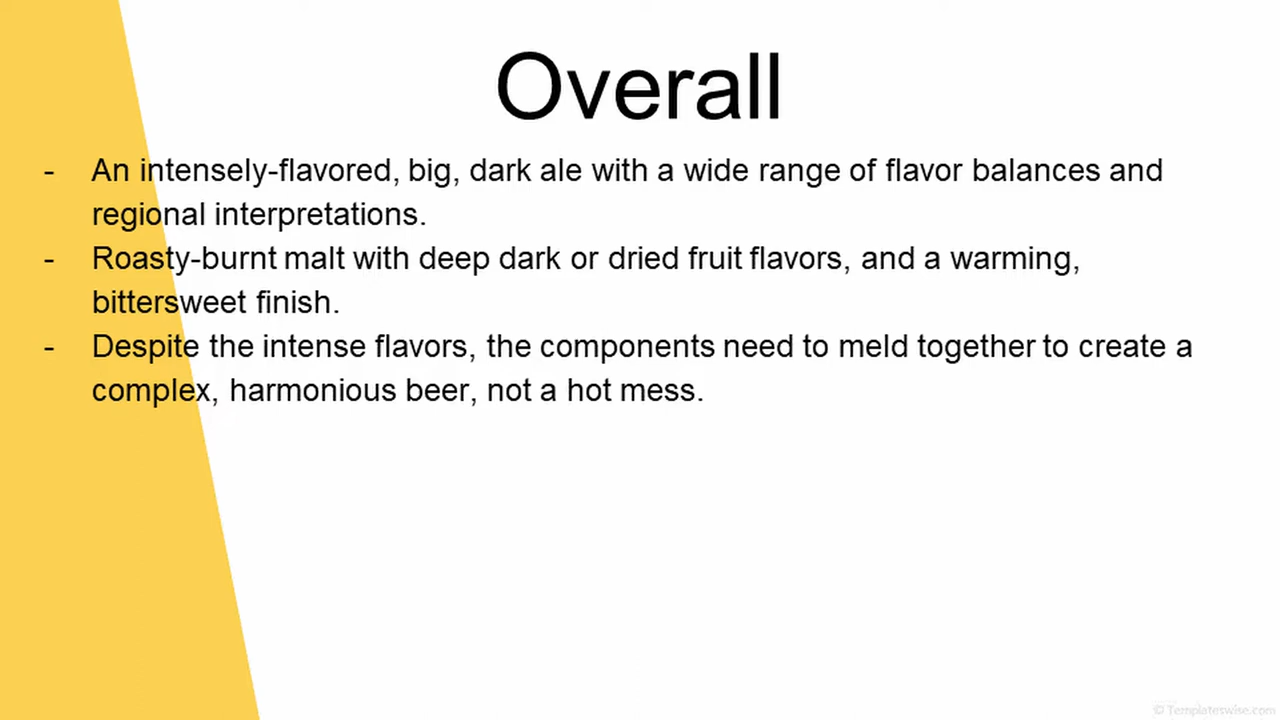 Overall
- An intensely-flavored, big, dark ale with a wide range of flavor balances and
regional interpretations.
- Roasty-burnt malt with deep dark or dried fruit flavors, and a warming,
bittersweet finish.
- Despite the intense flavors, the components need to meld together to create a
complex, harmonious beer, not a hot mess.
© Templateswise.com